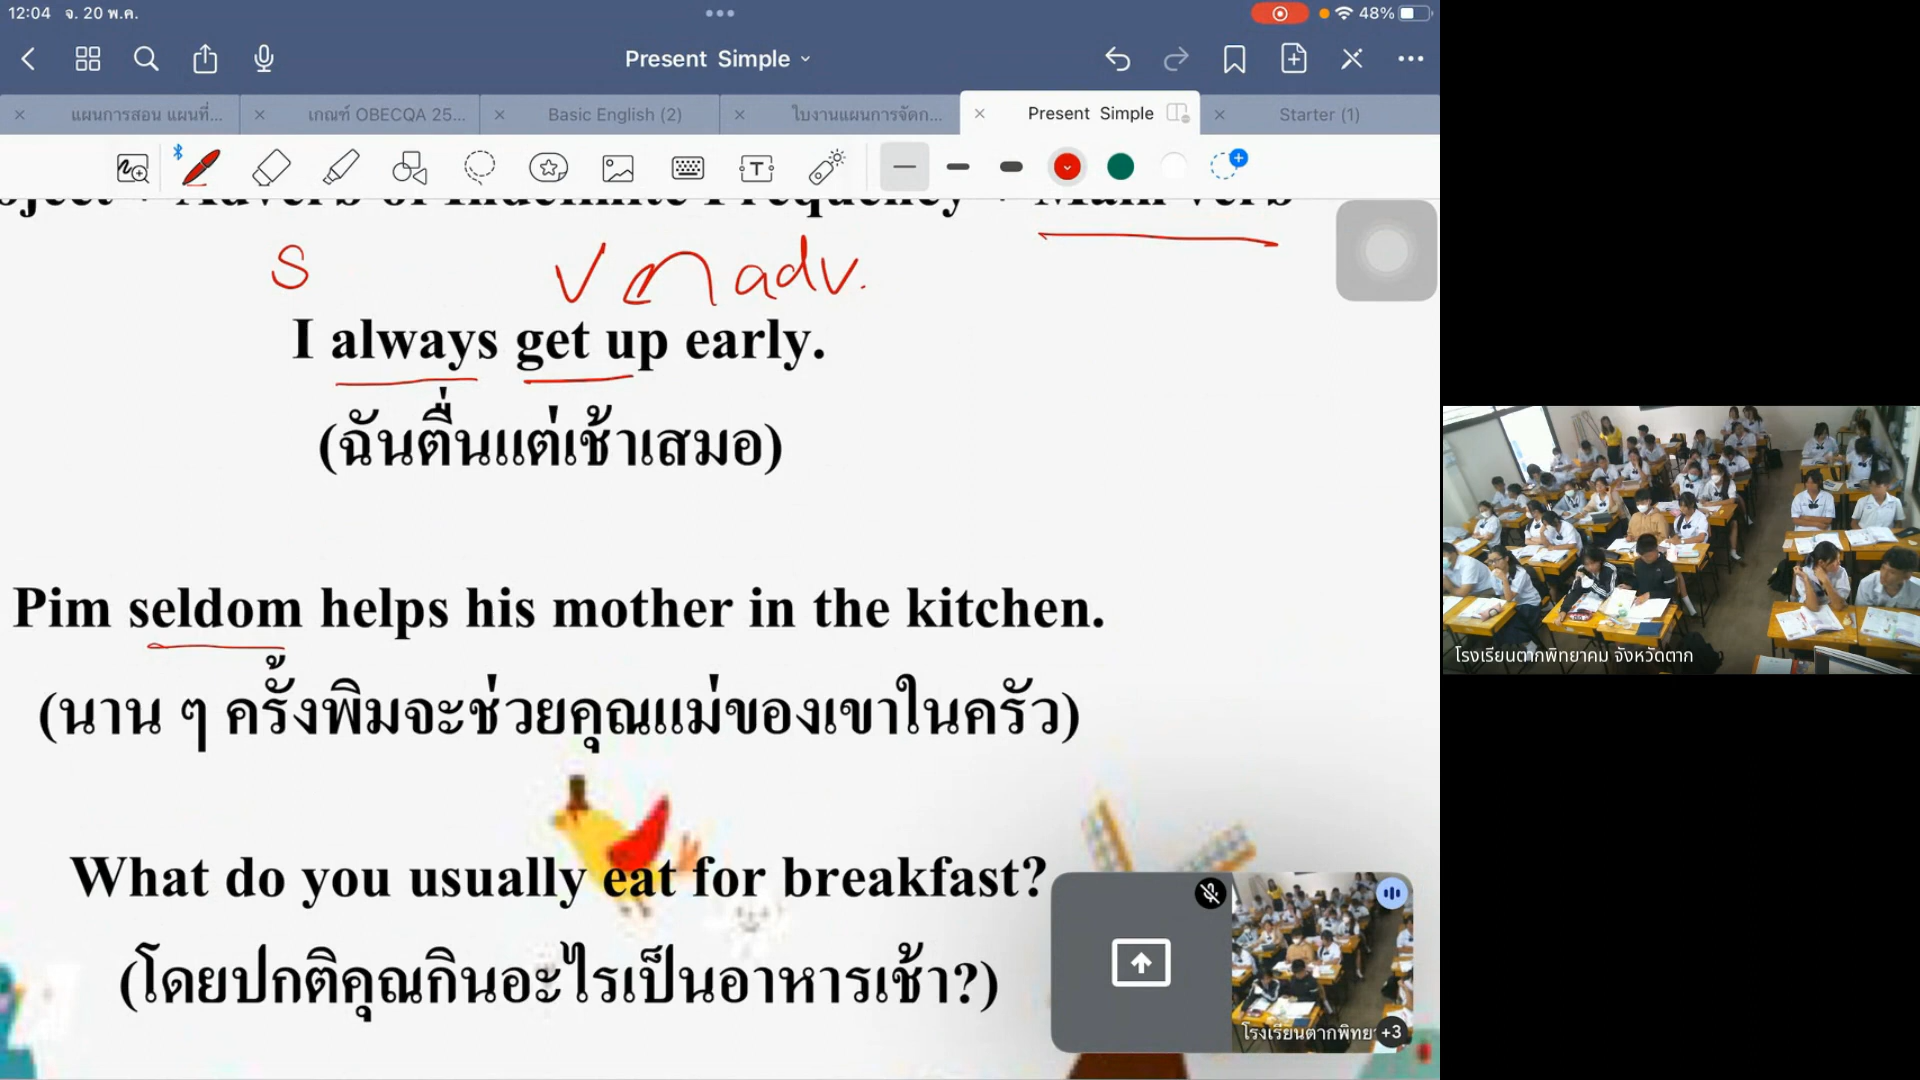 12:04 จ. 20 พ.ค.
48%
Present Simple
แผนการสอน แผนที่...
เกณฑ์ OBECQA 25...
Basic English (2)
ใบงานแผนการจัดก...
Present Simple
Starter (1)
oject + Adverb of Indefinite Frequency + Main verb
S V adv.
I always get up early.
(ฉันตื่นแต่เช้าเสมอ)
Pim seldom helps his mother in the kitchen.
(นาน ๆ ครั้งพิมจะช่วยคุณแม่ของเขาในครัว)
What do you usually eat for breakfast?
(โดยปกติคุณกินอะไรเป็นอาหารเช้า?)
โรงเรียนตากพิทยา +3
โรงเรียนตากพิทยาคม จังหวัดตาก